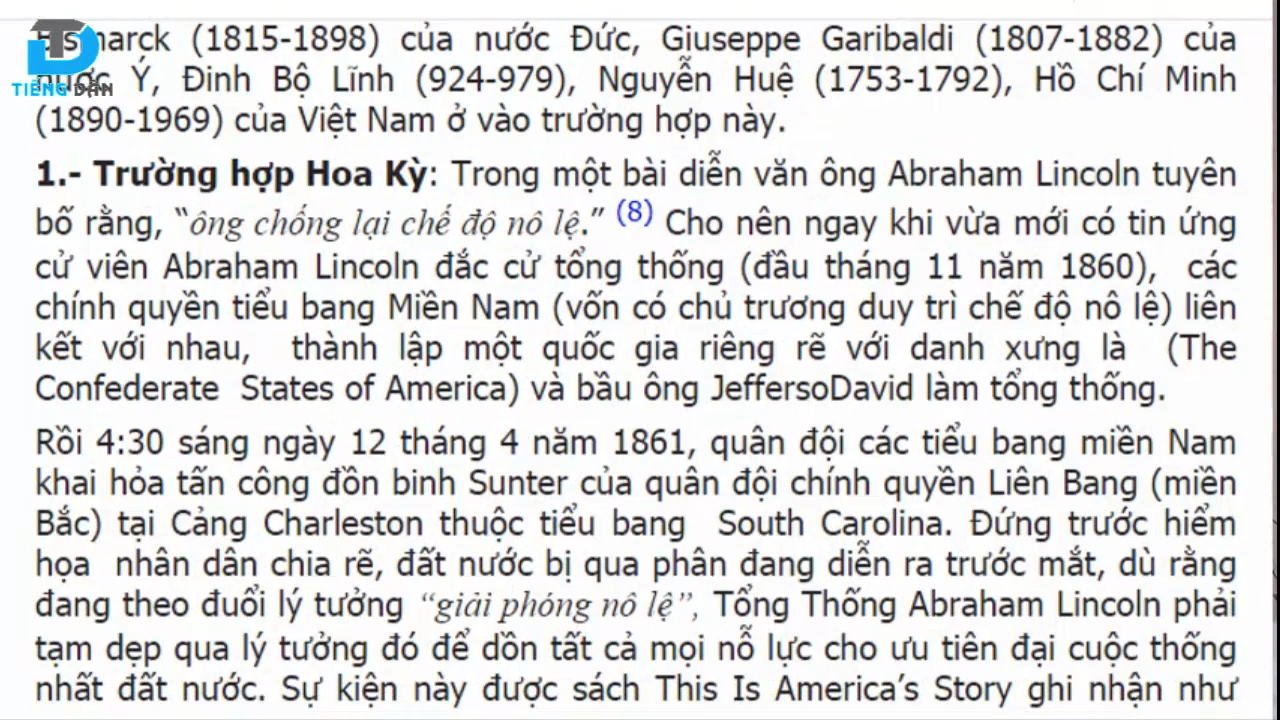 Bismarck (1815-1898) của nước Đức, Giuseppe Garibaldi (1807-1882) của
nước Ý, Đinh Bộ Lĩnh (924-979), Nguyễn Huệ (1753-1792), Hồ Chí Minh
TIẾNG DÂN
(1890-1969) của Việt Nam ở vào trường hợp này.
1.- Trường hợp Hoa Kỳ: Trong một bài diễn văn ông Abraham Lincoln tuyên
bố rằng, “ông chống lại chế độ nô lệ.” (8) Cho nên ngay khi vừa mới có tin ứng
cử viên Abraham Lincoln đắc cử tổng thống (đầu tháng 11 năm 1860), các
chính quyền tiểu bang Miền Nam (vốn có chủ trương duy trì chế độ nô lệ) liên
kết với nhau, thành lập một quốc gia riêng rẽ với danh xưng là (The
Confederate States of America) và bầu ông JeffersoDavid làm tổng thống.
Rồi 4:30 sáng ngày 12 tháng 4 năm 1861, quân đội các tiểu bang miền Nam
khai hỏa tấn công đồn binh Sunter của quân đội chính quyền Liên Bang (miền
Bắc) tại Cảng Charleston thuộc tiểu bang South Carolina. Đứng trước hiểm
họa nhân dân chia rẽ, đất nước bị qua phân đang diễn ra trước mắt, dù rằng
đang theo đuổi lý tưởng “giải phóng nô lệ”, Tổng Thống Abraham Lincoln phải
tạm dẹp qua lý tưởng đó để dồn tất cả mọi nỗ lực cho ưu tiên đại cuộc thống
nhất đất nước. Sự kiện này được sách This Is America’s Story ghi nhận như